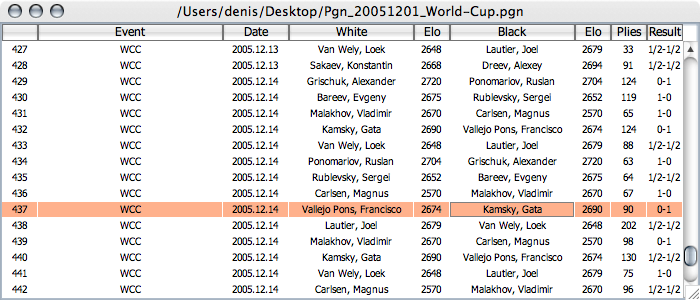 /Users/denis/Desktop/Pgn_20051201_World-Cup.pgn
Event Date White Elo Black Elo Plies Result
427 WCC 2005.12.13 Van Wely, Loek 2648 Lautier, Joel 2679 33 1/2-1/2
428 WCC 2005.12.13 Sakaev, Konstantin 2668 Dreev, Alexey 2694 91 1/2-1/2
429 WCC 2005.12.14 Grischuk, Alexander 2720 Ponomariov, Ruslan 2704 124 0-1
430 WCC 2005.12.14 Bareev, Evgeny 2675 Rublevsky, Sergei 2652 119 1-0
431 WCC 2005.12.14 Malakhov, Vladimir 2670 Carlsen, Magnus 2570 65 1-0
432 WCC 2005.12.14 Kamsky, Gata 2690 Vallejo Pons, Francisco 2674 124 0-1
433 WCC 2005.12.14 Van Wely, Loek 2648 Lautier, Joel 2679 88 1/2-1/2
434 WCC 2005.12.14 Ponomariov, Ruslan 2704 Grischuk, Alexander 2720 63 1-0
435 WCC 2005.12.14 Rublevsky, Sergei 2652 Bareev, Evgeny 2675 64 1/2-1/2
436 WCC 2005.12.14 Carlsen, Magnus 2570 Malakhov, Vladimir 2670 67 1-0
437 WCC 2005.12.14 Vallejo Pons, Francisco 2674 Kamsky, Gata 2690 90 0-1
438 WCC 2005.12.14 Lautier, Joel 2679 Van Wely, Loek 2648 202 1/2-1/2
439 WCC 2005.12.14 Malakhov, Vladimir 2670 Carlsen, Magnus 2570 98 0-1
440 WCC 2005.12.14 Kamsky, Gata 2690 Vallejo Pons, Francisco 2674 130 1/2-1/2
441 WCC 2005.12.14 Van Wely, Loek 2648 Lautier, Joel 2679 75 1-0
442 WCC 2005.12.14 Carlsen, Magnus 2570 Malakhov, Vladimir 2670 96 1/2-1/2